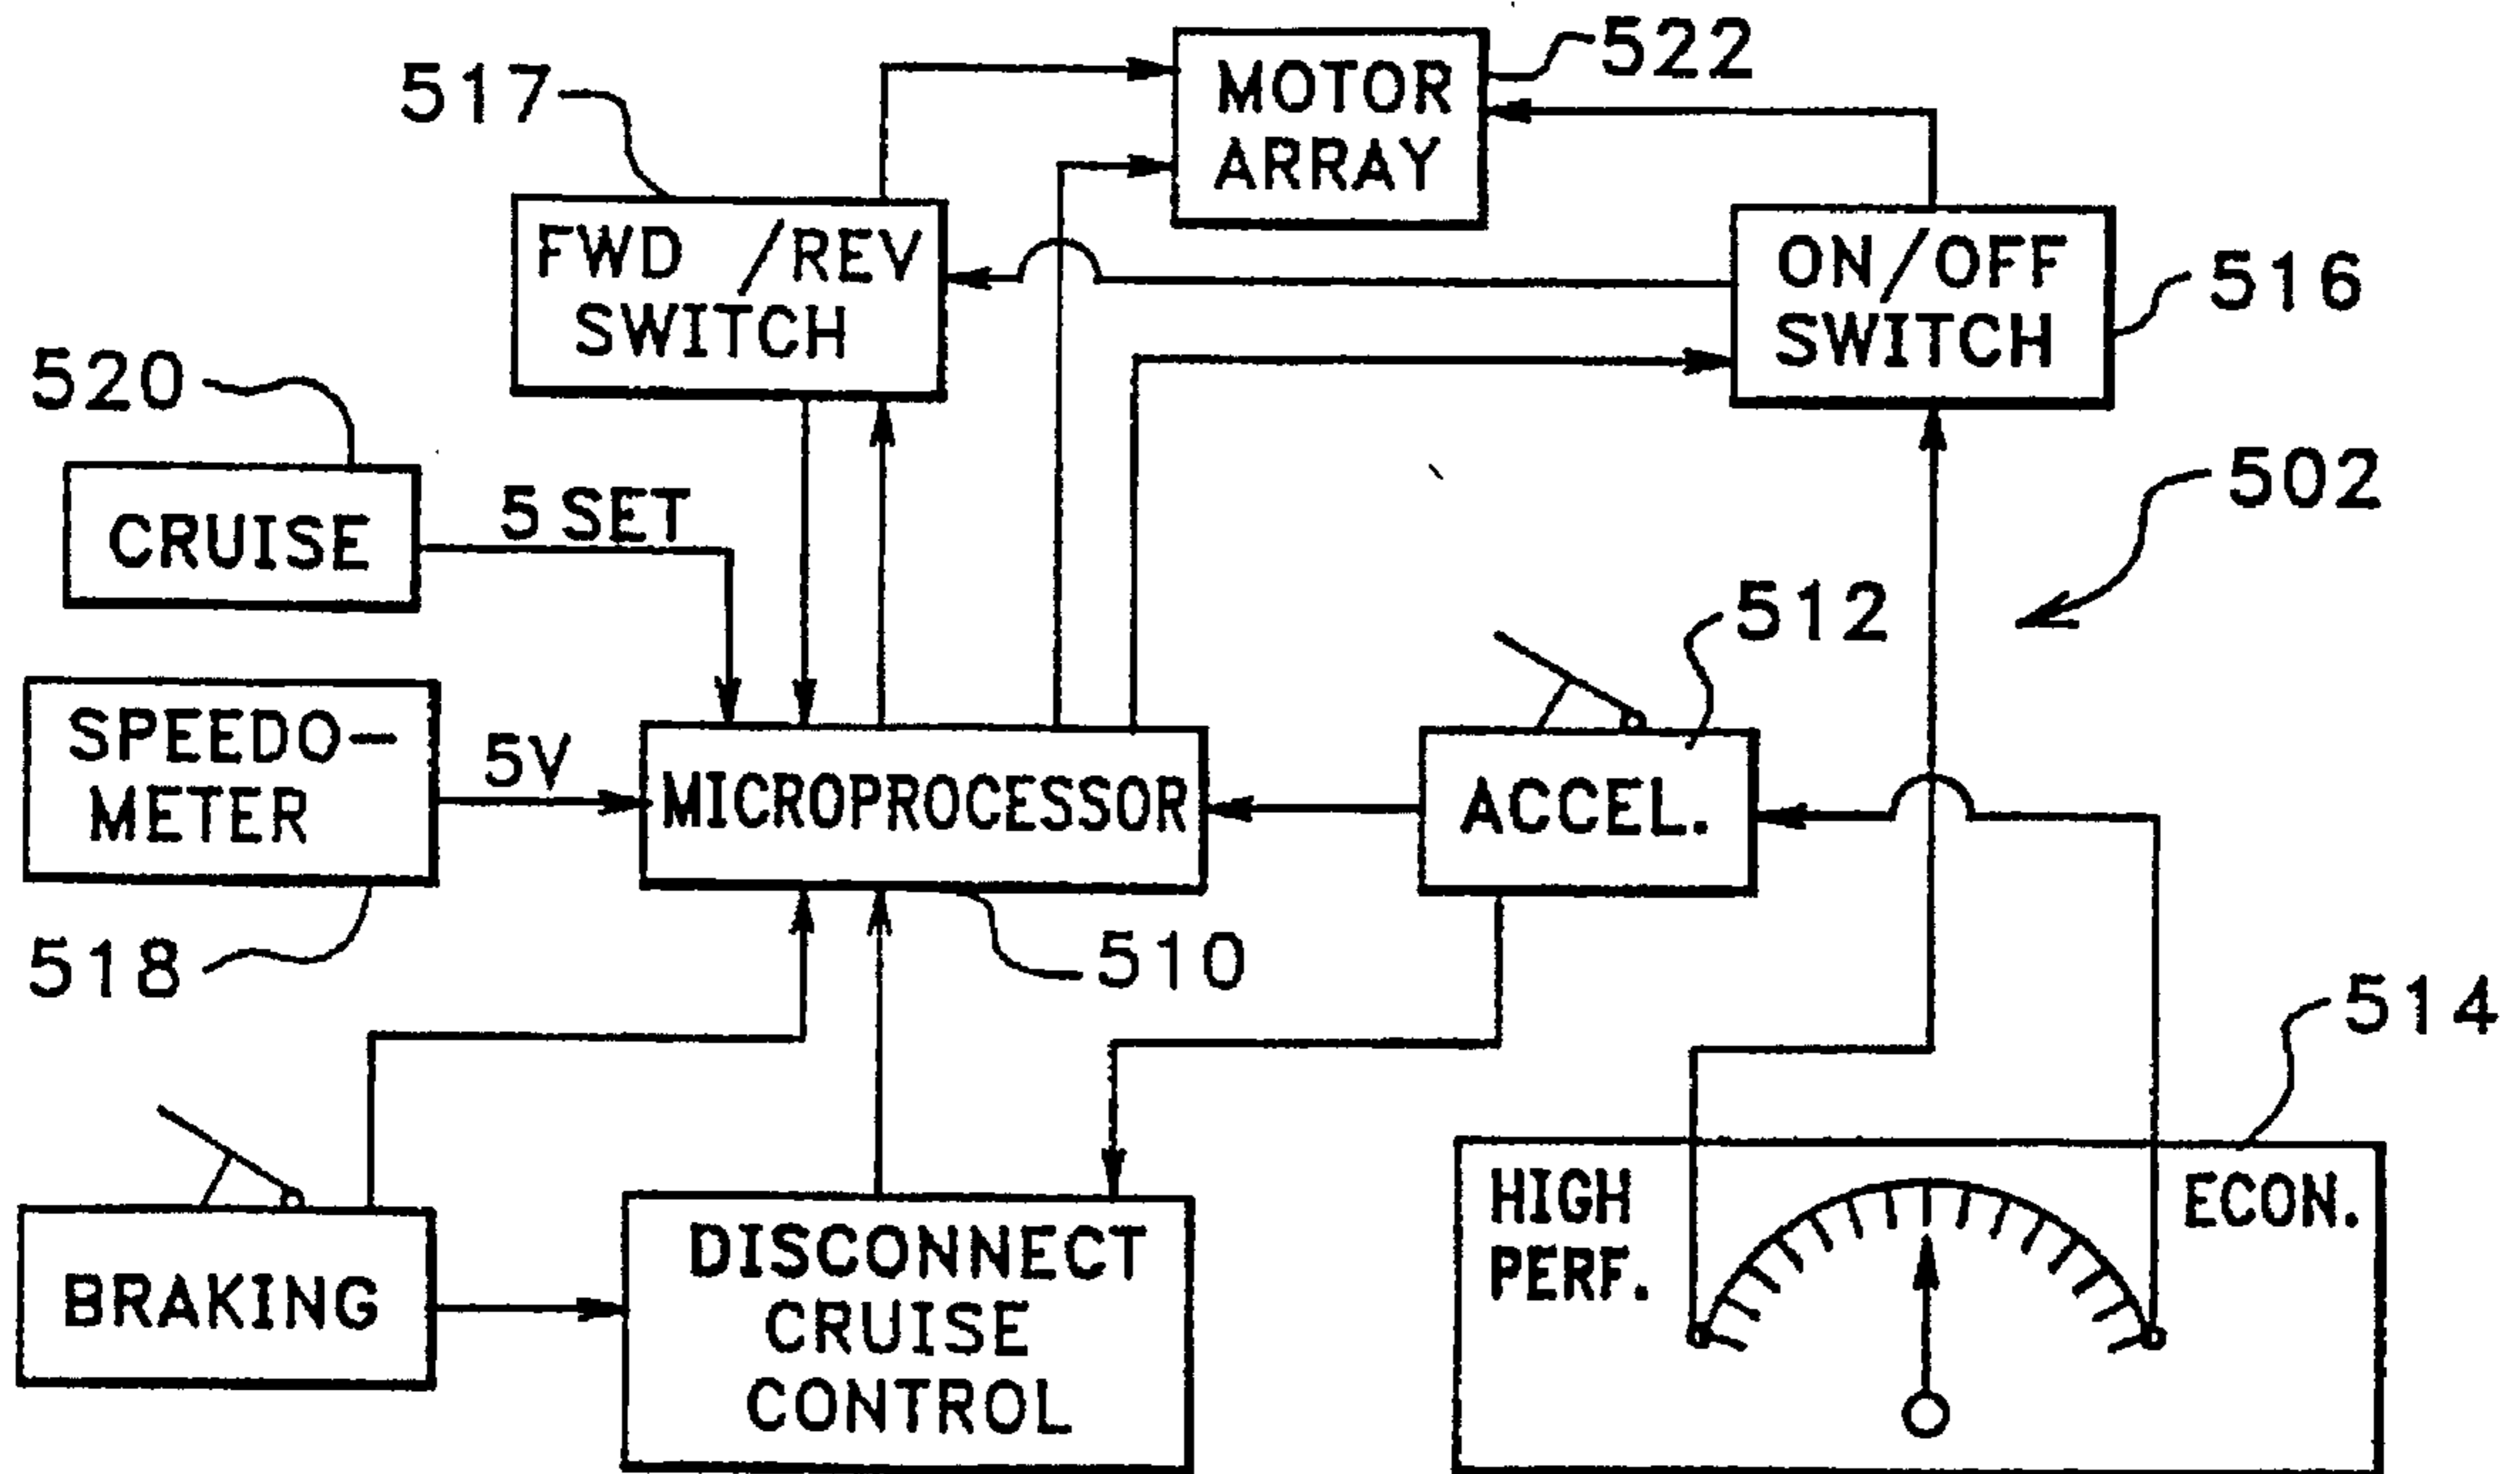 522
MOTOR
ARRAY
517
FWD /REV
SWITCH
ON/OFF
SWITCH
516
520
CRUISE
5 SET
502
512
SPEEDO-
METER
5V
MICROPROCESSOR
ACCEL.
518
510
514
BRAKING
DISCONNECT
CRUISE
CONTROL
HIGH
PERF.
ECON.